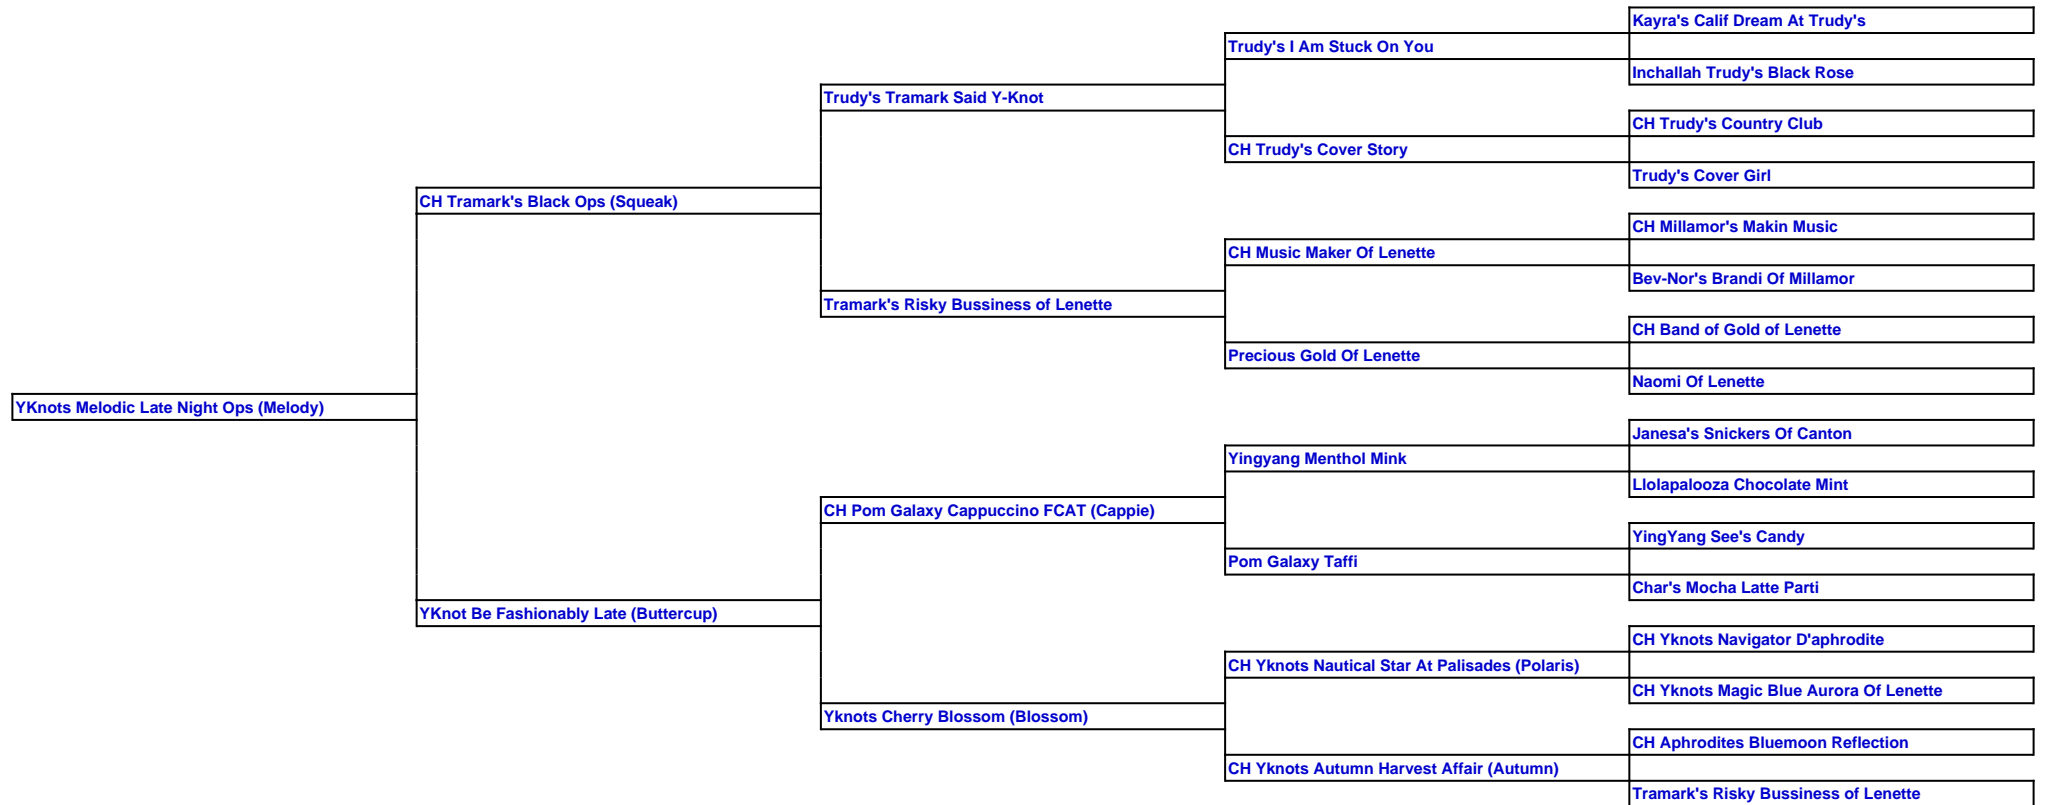 Kayra's Calif Dream At Trudy's
Trudy's I Am Stuck On You
Inchallah Trudy's Black Rose
Trudy's Tramark Said Y-Knot
CH Trudy's Country Club
CH Trudy's Cover Story
Trudy's Cover Girl
CH Tramark's Black Ops (Squeak)
CH Millamor's Makin Music
CH Music Maker Of Lenette
Bev-Nor's Brandi Of Millamor
Tramark's Risky Bussiness of Lenette
CH Band of Gold of Lenette
Precious Gold Of Lenette
Naomi Of Lenette
YKnots Melodic Late Night Ops (Melody)
Janesa's Snickers Of Canton
Yingyang Menthol Mink
Llolapalooza Chocolate Mint
CH Pom Galaxy Cappuccino FCAT (Cappie)
YingYang See's Candy
Pom Galaxy Taffi
Char's Mocha Latte Parti
YKnot Be Fashionably Late (Buttercup)
CH Yknots Navigator D'aphrodite
CH Yknots Nautical Star At Palisades (Polaris)
CH Yknots Magic Blue Aurora Of Lenette
Yknots Cherry Blossom (Blossom)
CH Aphrodites Bluemoon Reflection
CH Yknots Autumn Harvest Affair (Autumn)
Tramark's Risky Bussiness of Lenette